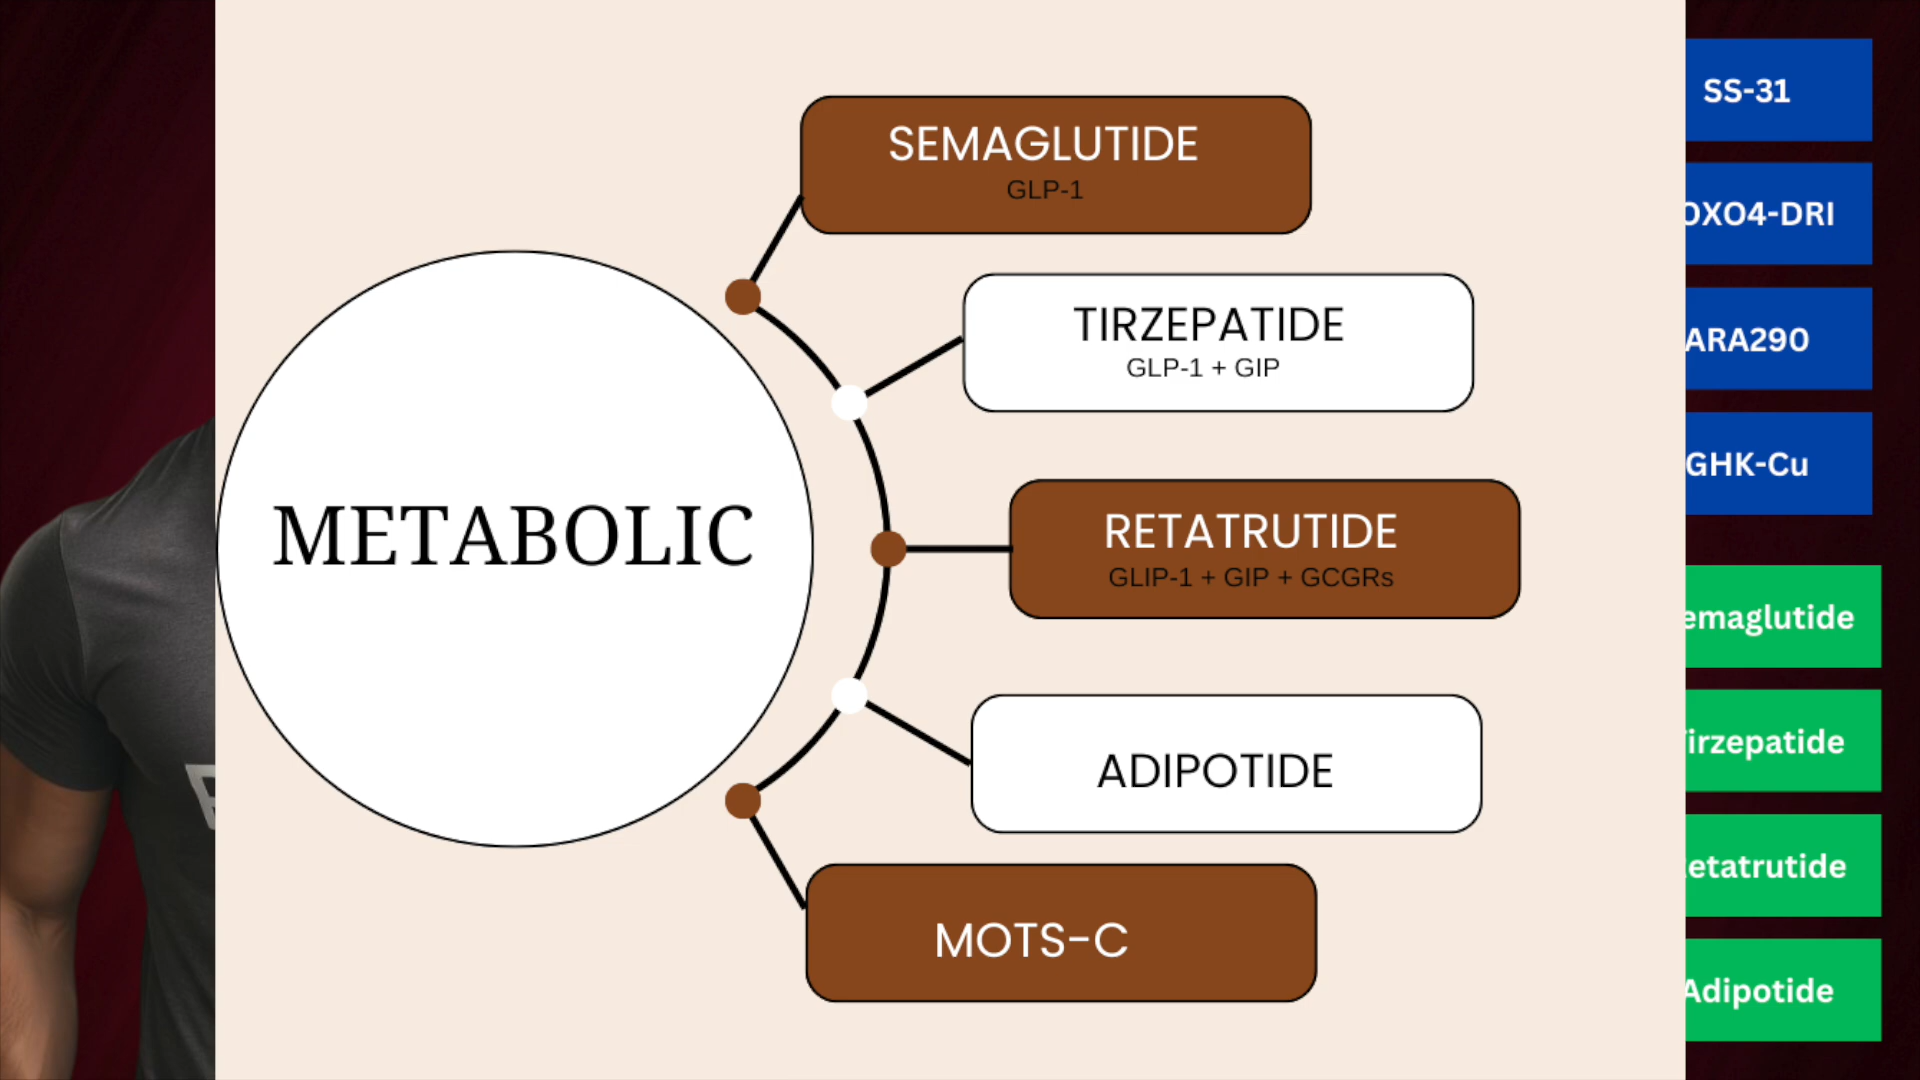 METABOLIC
SEMAGLUTIDE
GLP-1
TIRZEPATIDE
GLP-1 + GIP
RETATRUTIDE
GLIP-1 + GIP + GCGRs
ADIPOTIDE
MOTS-C
SS-31
OXO4-DRI
ARA290
GHK-Cu
emaglutide
irzepatide
etatrutide
Adipotide